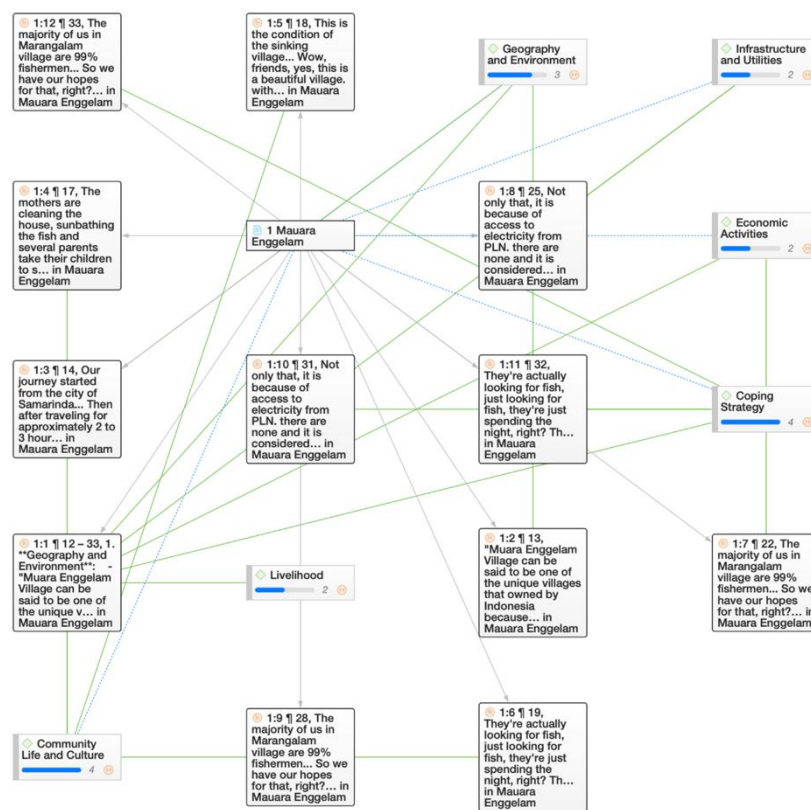 1:12 ¶ 33, The
majority of us in
Marangalam
village are 99%
fishermen... So we
have our hopes
for that, right?... in
Mauara Enggelam
1:5 ¶ 18, This is
the condition of
the sinking
village... Wow,
friends, yes, this is
a beautiful village.
with... in Mauara
Enggelam
Geography
and Environment
3
Infrastructure
and Utilities
2
1:4 ¶ 17, The
mothers are
cleaning the
house, sunbathing
the fish and
several parents
take their children
to s... in Mauara
Enggelam
1 Mauara
Enggelam
1:8 ¶ 25, Not
only that, it is
because of
access to
electricity from
PLN. there are
none and it is
considered... in
Mauara Enggelam
Economic
Activities
2
1:3 ¶ 14, Our
journey started
from the city of
Samarinda... Then
after traveling for
approximately 2 to
3 hour... in
Mauara Enggelam
1:10 ¶ 31, Not
only that, it is
because of
access to
electricity from
PLN. there are
none and it is
considered... in
Mauara Enggelam
1:11 ¶ 32,
They're actually
looking for fish,
just looking for
fish, they're just
spending the
night, right? Th...
in Mauara
Enggelam
Coping
Strategy
4
1:1 ¶ 12 – 33, 1.
**Geography and
Environment**: -
"Muara Enggelam
Village can be
said to be one of
the unique v... in
Mauara Enggelam
Livelihood
2
1:2 ¶ 13,
"Muara Enggelam
Village can be
said to be one of
the unique villages
that owned by
Indonesia
because... in
Mauara Enggelam
1:7 ¶ 22, The
majority of us in
Marangalam
village are 99%
fishermen... So we
have our hopes
for that, right?... in
Mauara Enggelam
Community
Life and Culture
4
1:9 ¶ 28, The
majority of us in
Marangalam
village are 99%
fishermen... So we
have our hopes
for that, right?... in
Mauara Enggelam
1:6 ¶ 19,
They're actually
looking for fish,
just looking for
fish, they're just
spending the
night, right? Th...
in Mauara
Enggelam